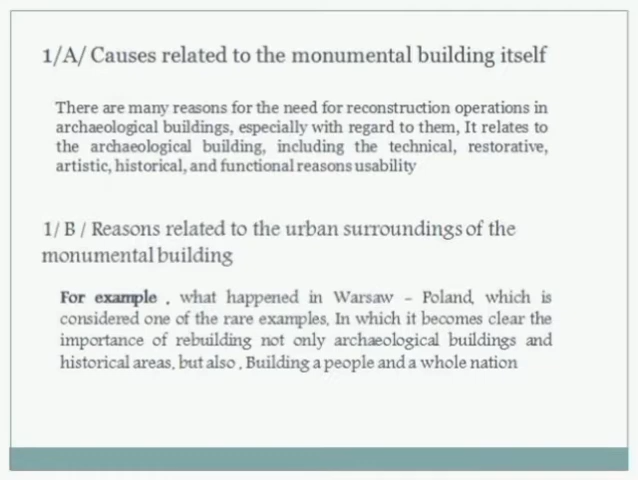 1/A/ Causes related to the monumental building itself
There are many reasons for the need for reconstruction operations in
archaeological buildings, especially with regard to them, It relates to
the archaeological building, including the technical, restorative,
artistic, historical, and functional reasons usability
1/ B / Reasons related to the urban surroundings of the
monumental building
For example , what happened in Warsaw – Poland, which is
considered one of the rare examples, In which it becomes clear the
importance of rebuilding not only archaeological buildings and
historical areas, but also , Building a people and a whole nation